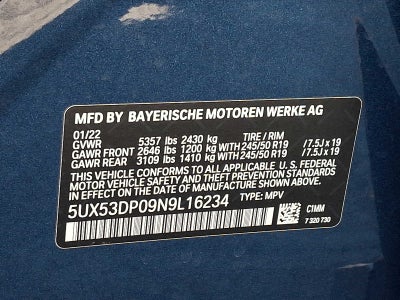 MFD BY BAYERISCHE MOTOREN WERKE AG
01/22
GVWR 5357 lbs 2430 kg TIRE / RIM
GAWR FRONT 2646 lbs 1200 kg WITH 245/50 R19 / 7.5J x 19
GAWR REAR 3109 lbs 1410 kg WITH 245/50 R19 / 7.5J x 19
THIS VEHICLE CONFORMS TO ALL APPLICABLE U.S. FEDERAL
MOTOR VEHICLE SAFETY, BUMPER, AND
THEFT PREVENTION STANDARDS IN EFFECT ON THE
DATE OF MANUFACTURE SHOWN ABOVE.
5UX53DP09N9L16234 TYPE: MPV
C1MM
7 320 730